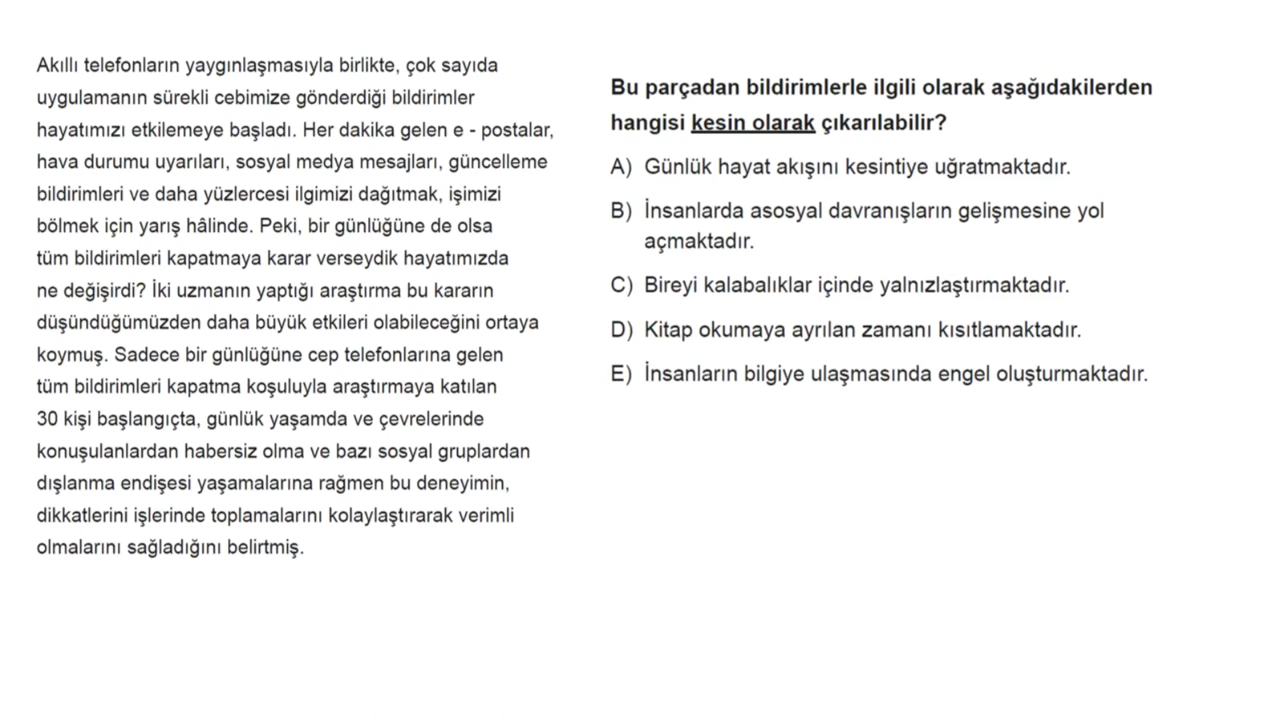 Akıllı telefonların yaygınlaşmasıyla birlikte, çok sayıda
uygulamanın sürekli cebimize gönderdiği bildirimler
hayatımızı etkilemeye başladı. Her dakika gelen e - postalar,
hava durumu uyarıları, sosyal medya mesajları, güncelleme
bildirimleri ve daha yüzlercesi ilgimizi dağıtmak, işimizi
bölmek için yarış hâlinde. Peki, bir günlüğüne de olsa
tüm bildirimleri kapatmaya karar verseydik hayatımızda
ne değişirdi? İki uzmanın yaptığı araştırma bu kararın
düşündüğümüzden daha büyük etkileri olabileceğini ortaya
koymuş. Sadece bir günlüğüne cep telefonlarına gelen
tüm bildirimleri kapatma koşuluyla araştırmaya katılan
30 kişi başlangıçta, günlük yaşamda ve çevrelerinde
konuşulanlardan habersiz olma ve bazı sosyal gruplardan
dışlanma endişesi yaşamalarına rağmen bu deneyimin,
dikkatlerini işlerinde toplamalarını kolaylaştırarak verimli
olmalarını sağladığını belirtmiş.
Bu parçadan bildirimlerle ilgili olarak aşağıdakilerden
hangisi kesin olarak çıkarılabilir?
A) Günlük hayat akışını kesintiye uğratmaktadır.
B) İnsanlarda asosyal davranışların gelişmesine yol
açmaktadır.
C) Bireyi kalabalıklar içinde yalnızlaştırmaktadır.
D) Kitap okumaya ayrılan zamanı kısıtlamaktadır.
E) İnsanların bilgiye ulaşmasında engel oluşturmaktadır.